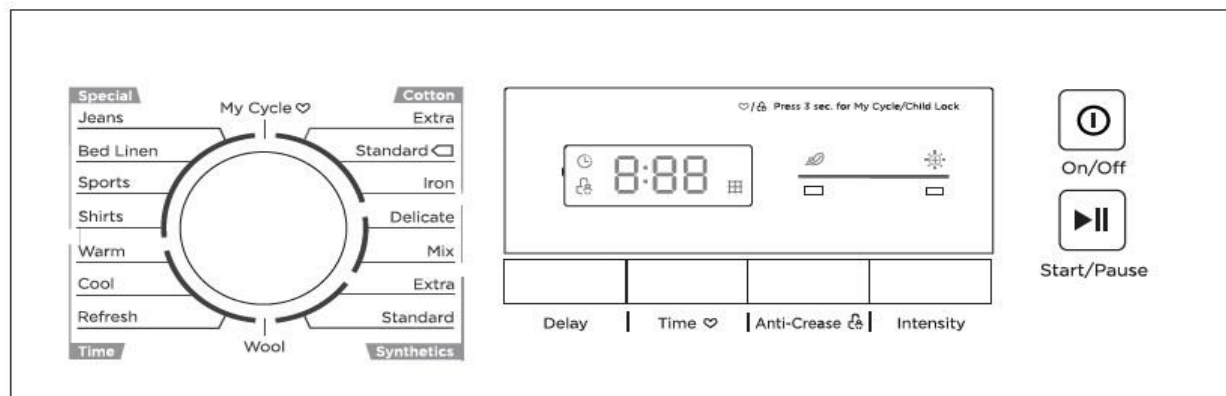 Special
Jeans
Bed Linen
Sports
Shirts
Warm
Cool
Refresh
Time
My Cycle ♡
Wool
Cotton
Extra
Standard
Iron
Delicate
Mix
Extra
Standard
Synthetics
♡/ Press 3 sec. for My Cycle/Child Lock
8:88
Delay
Time ♡
Anti-Crease
Intensity
On/Off
Start/Pause